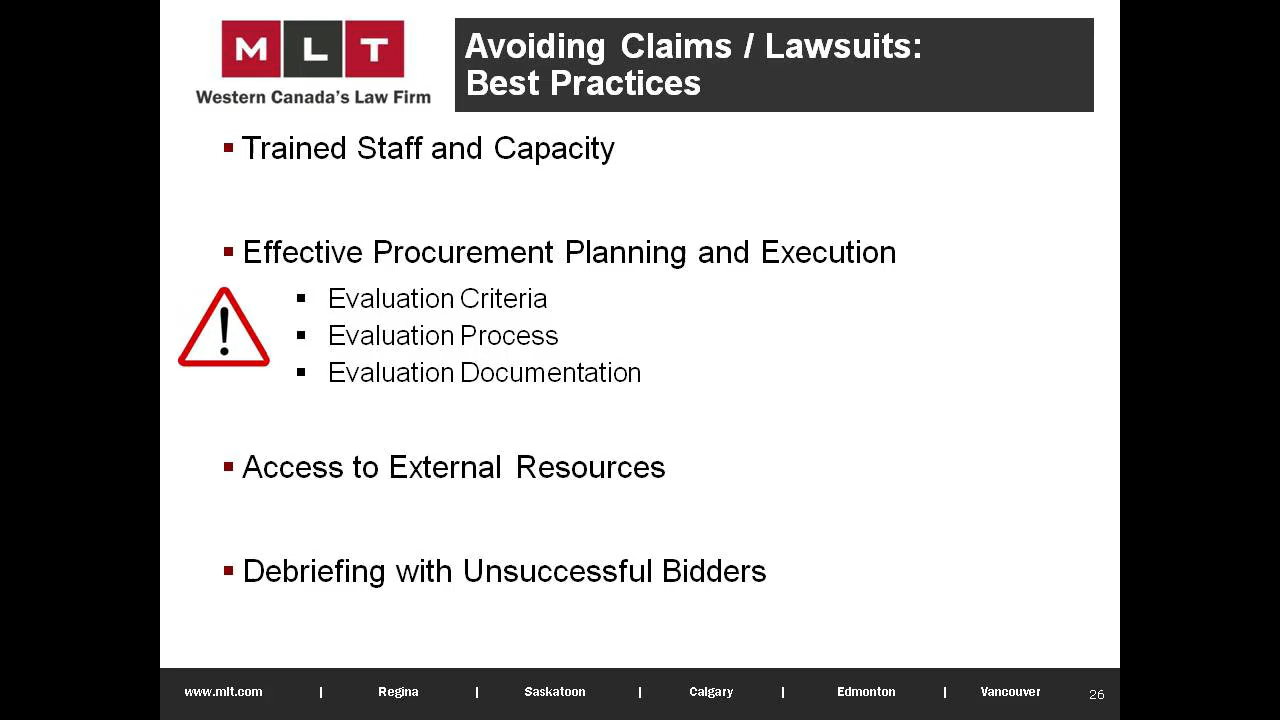 M L T
Western Canada's Law Firm
Avoiding Claims / Lawsuits:
Best Practices
Trained Staff and Capacity
Effective Procurement Planning and Execution
Evaluation Criteria
Evaluation Process
Evaluation Documentation
Access to External Resources
Debriefing with Unsuccessful Bidders
www.mlt.com | Regina | Saskatoon | Calgary | Edmonton | Vancouver 26